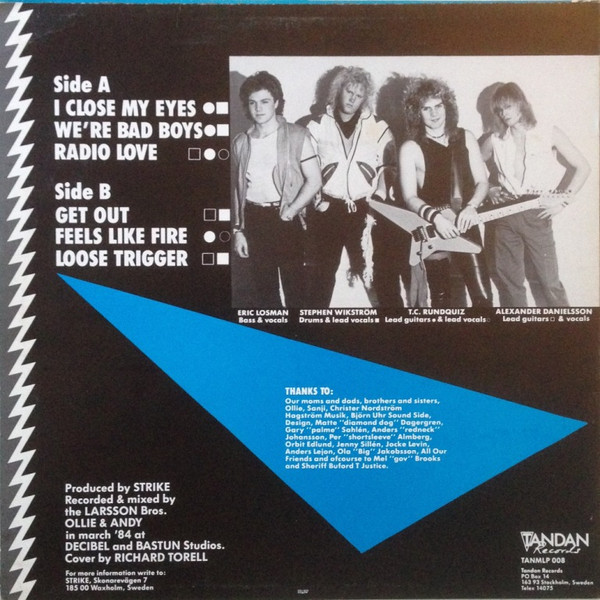 Side A
I CLOSE MY EYES ●■
WE'RE BAD BOYS●■
RADIO LOVE □●○
Side B
GET OUT □■
FEELS LIKE FIRE ●○
LOOSE TRIGGER □■
ERIC LOSMAN
Bass & vocals
STEPHEN WIKSTRÖM
Drums & lead vocals■
T.C. RUNDQUIZ
Lead guitars● & lead vocals○
ALEXANDER DANIELSSON
Lead guitars□ & vocals
THANKS TO:
Our moms and dads, brothers and sisters,
Ollie, Sanji, Christer Nordström
Hagström Musik, Björn Uhr Sound Side,
Design, Matte "diamond dog" Dagergren,
Gary "palme" Sahlén, Anders "redneck"
Johansson, Per "shortsleeve" Almberg,
Orbit Edlund, Jenny Sillén, Jocke Levin,
Anders Lejon, Ola "Big" Jakobsson, All Our
Friends and ofcourse to Mel "gov" Brooks
and Sheriff Buford T Justice.
Produced by STRIKE
Recorded & mixed by
the LARSSON Bros.
OLLIE & ANDY
in march '84 at
DECIBEL and BASTUN Studios.
Cover by RICHARD TORELL
For more information write to:
STRIKE, Skonarevägen 7
185 00 Waxholm, Sweden
TANDAN
Records
TANMLP 008
Tandan Records
PO Box 14
163 93 Stockholm, Sweden
Telex 14075